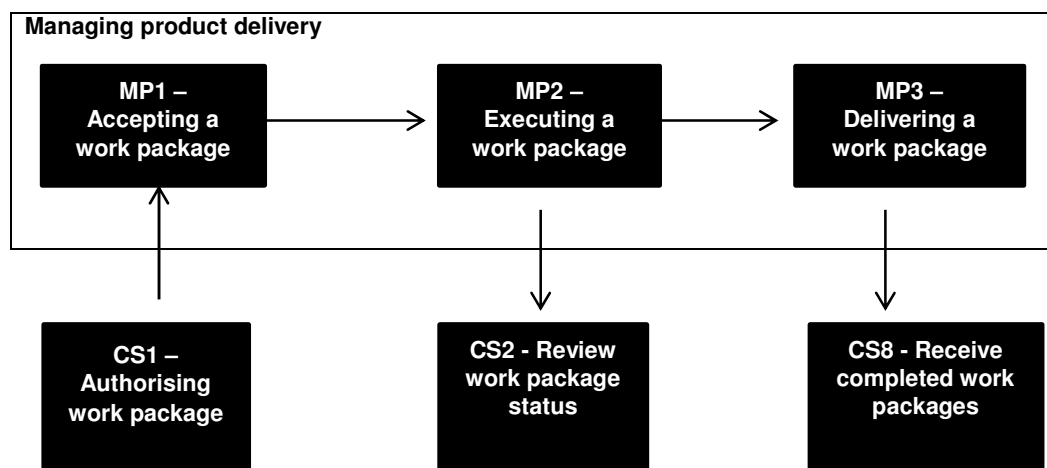 Managing product delivery
MP1 –
Accepting a
work package
MP2 –
Executing a
work package
MP3 –
Delivering a
work package
CS1 –
Authorising
work package
CS2 - Review
work package
status
CS8 - Receive
completed work
packages